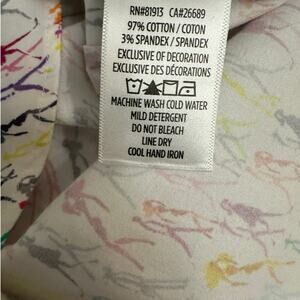 RN#81913 CA#26689
97% COTTON / COTON
3% SPANDEX / SPANDEX
EXCLUSIVE OF DECORATION
EXCLUSIVE DES DÉCORATIONS
MACHINE WASH COLD WATER
MILD DETERGENT
DO NOT BLEACH
LINE DRY
COOL HAND IRON